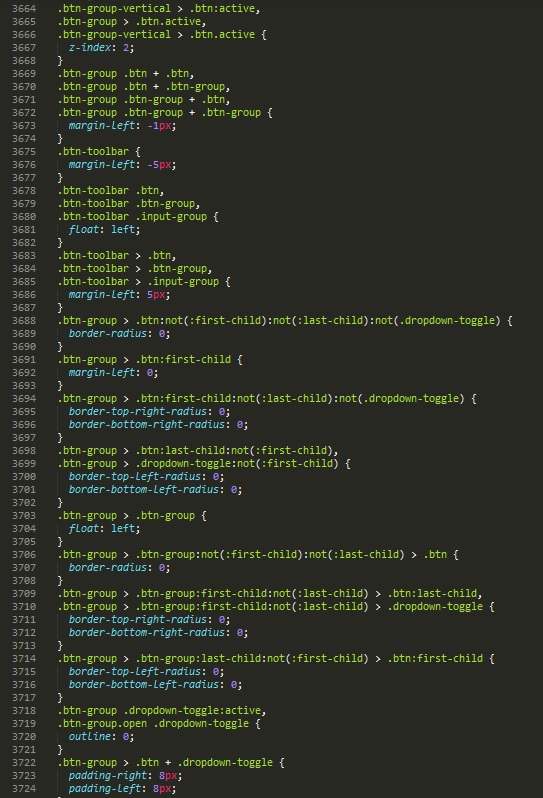 3664 .btn-group-vertical > .btn:active,
3665 .btn-group > .btn.active,
3666 .btn-group-vertical > .btn.active {
3667   z-index: 2;
3668 }
3669 .btn-group .btn + .btn,
3670 .btn-group .btn + .btn-group,
3671 .btn-group .btn-group + .btn,
3672 .btn-group .btn-group + .btn-group {
3673   margin-left: -1px;
3674 }
3675 .btn-toolbar {
3676   margin-left: -5px;
3677 }
3678 .btn-toolbar .btn,
3679 .btn-toolbar .btn-group,
3680 .btn-toolbar .input-group {
3681   float: left;
3682 }
3683 .btn-toolbar > .btn,
3684 .btn-toolbar > .btn-group,
3685 .btn-toolbar > .input-group {
3686   margin-left: 5px;
3687 }
3688 .btn-group > .btn:not(:first-child):not(:last-child):not(.dropdown-toggle) {
3689   border-radius: 0;
3690 }
3691 .btn-group > .btn:first-child {
3692   margin-left: 0;
3693 }
3694 .btn-group > .btn:first-child:not(:last-child):not(.dropdown-toggle) {
3695   border-top-right-radius: 0;
3696   border-bottom-right-radius: 0;
3697 }
3698 .btn-group > .btn:last-child:not(:first-child),
3699 .btn-group > .dropdown-toggle:not(:first-child) {
3700   border-top-left-radius: 0;
3701   border-bottom-left-radius: 0;
3702 }
3703 .btn-group > .btn-group {
3704   float: left;
3705 }
3706 .btn-group > .btn-group:not(:first-child):not(:last-child) > .btn {
3707   border-radius: 0;
3708 }
3709 .btn-group > .btn-group:first-child:not(:last-child) > .btn:last-child,
3710 .btn-group > .btn-group:first-child:not(:last-child) > .dropdown-toggle {
3711   border-top-right-radius: 0;
3712   border-bottom-right-radius: 0;
3713 }
3714 .btn-group > .btn-group:last-child:not(:first-child) > .btn:first-child {
3715   border-top-left-radius: 0;
3716   border-bottom-left-radius: 0;
3717 }
3718 .btn-group .dropdown-toggle:active,
3719 .btn-group.open .dropdown-toggle {
3720   outline: 0;
3721 }
3722 .btn-group > .btn + .dropdown-toggle {
3723   padding-right: 8px;
3724   padding-left: 8px;